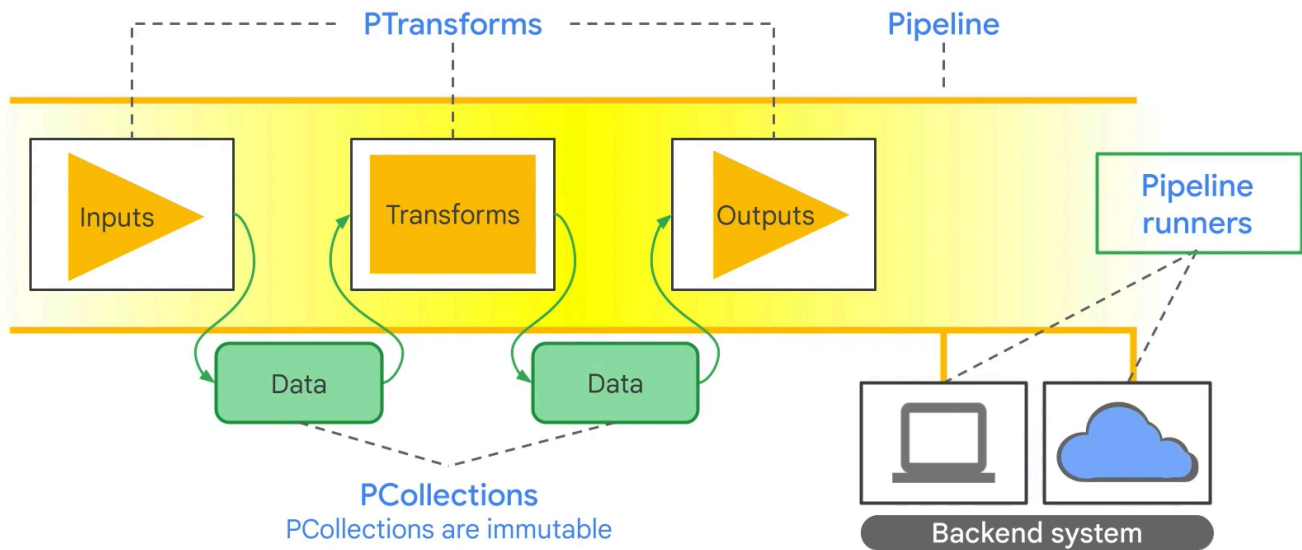 PTransforms
Pipeline
Inputs
Transforms
Outputs
Pipeline
runners
Data
Data
PCollections
PCollections are immutable
Backend system